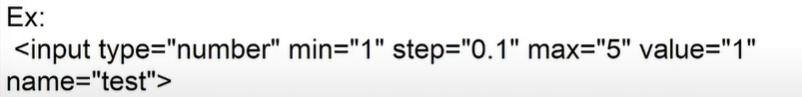 Ex:
<input type="number" min="1" step="0.1" max="5" value="1"
name="test">